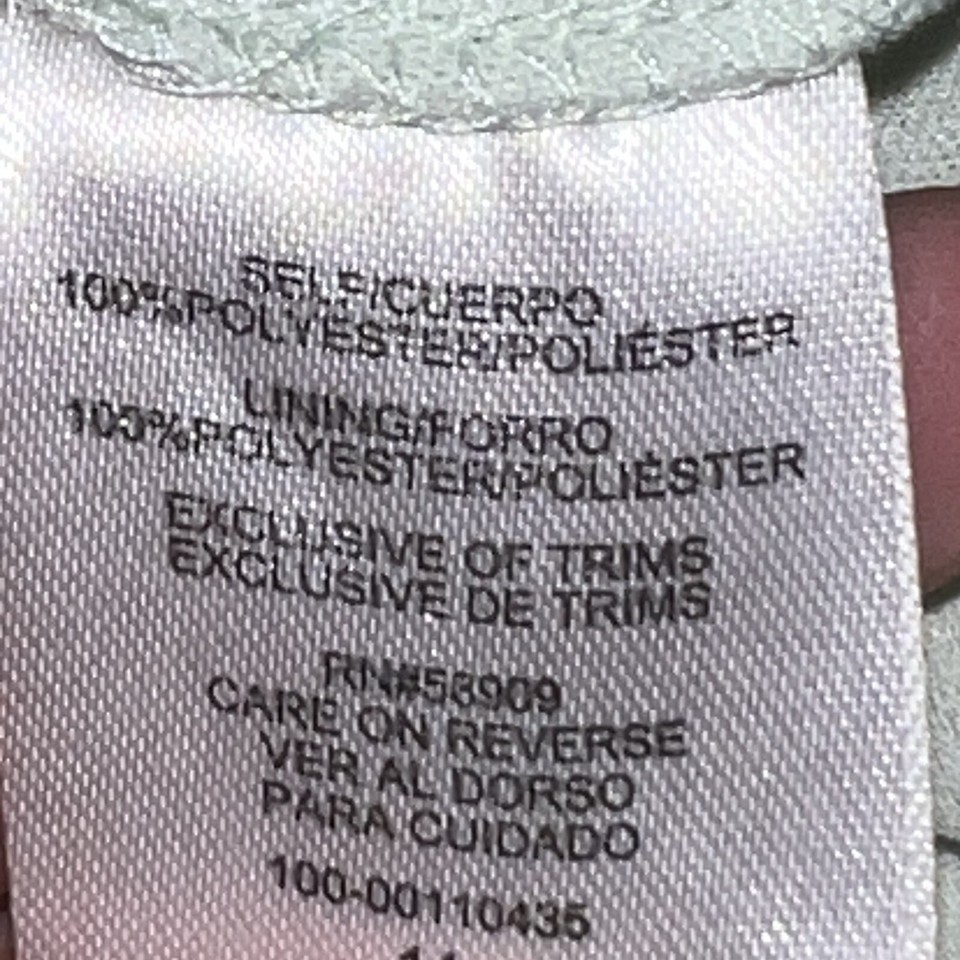 SELF/CUERPO
100%POLYESTER/POLIÉSTER
LINING/FORRO
100%POLYESTER/POLIÉSTER
EXCLUSIVE OF TRIMS
EXCLUSIVE DE TRIMS
RN#58909
CARE ON REVERSE
VER AL DORSO
PARA CUIDADO
100-00110435